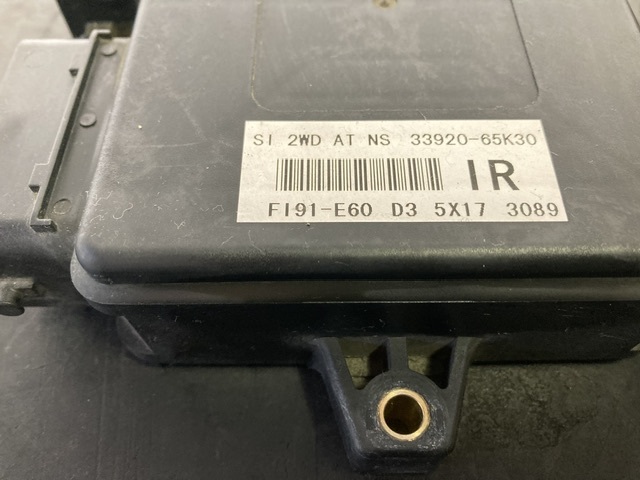 SI 2WD AT NS 33920-65K30
IR
FI91-E60 D3 5X17 3089